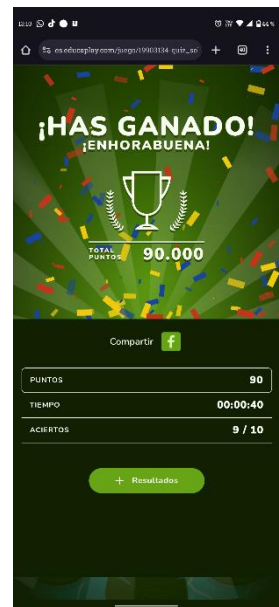 es.educaplay.com/juego/19903134-quiz_so
¡HAS GANADO!
¡ENHORABUENA!
TOTAL PUNTOS 90.000
Compartir
PUNTOS 90
TIEMPO 00:00:40
ACIERTOS 9 / 10
+ Resultados